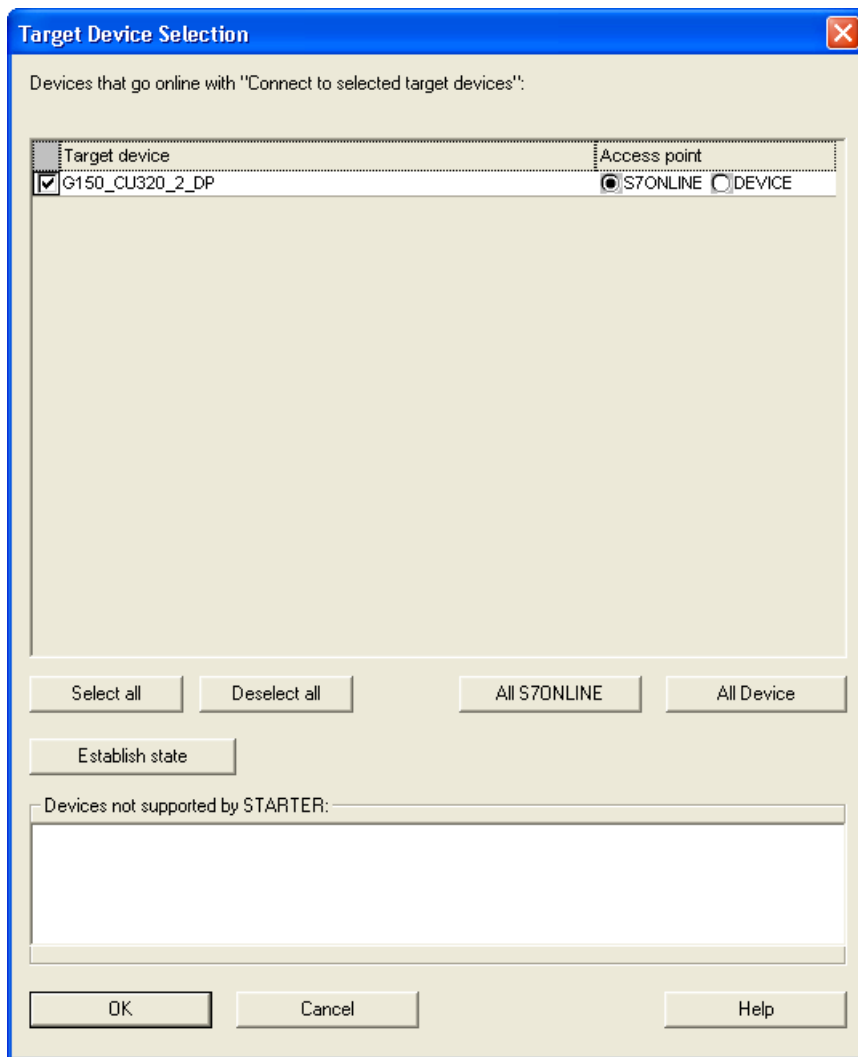 Target Device Selection
Devices that go online with "Connect to selected target devices":
Target device Access point
G150_CU320_2_DP S7ONLINE DEVICE
Select all Deselect all All S7ONLINE All Device
Establish state
Devices not supported by STARTER:
OK Cancel Help